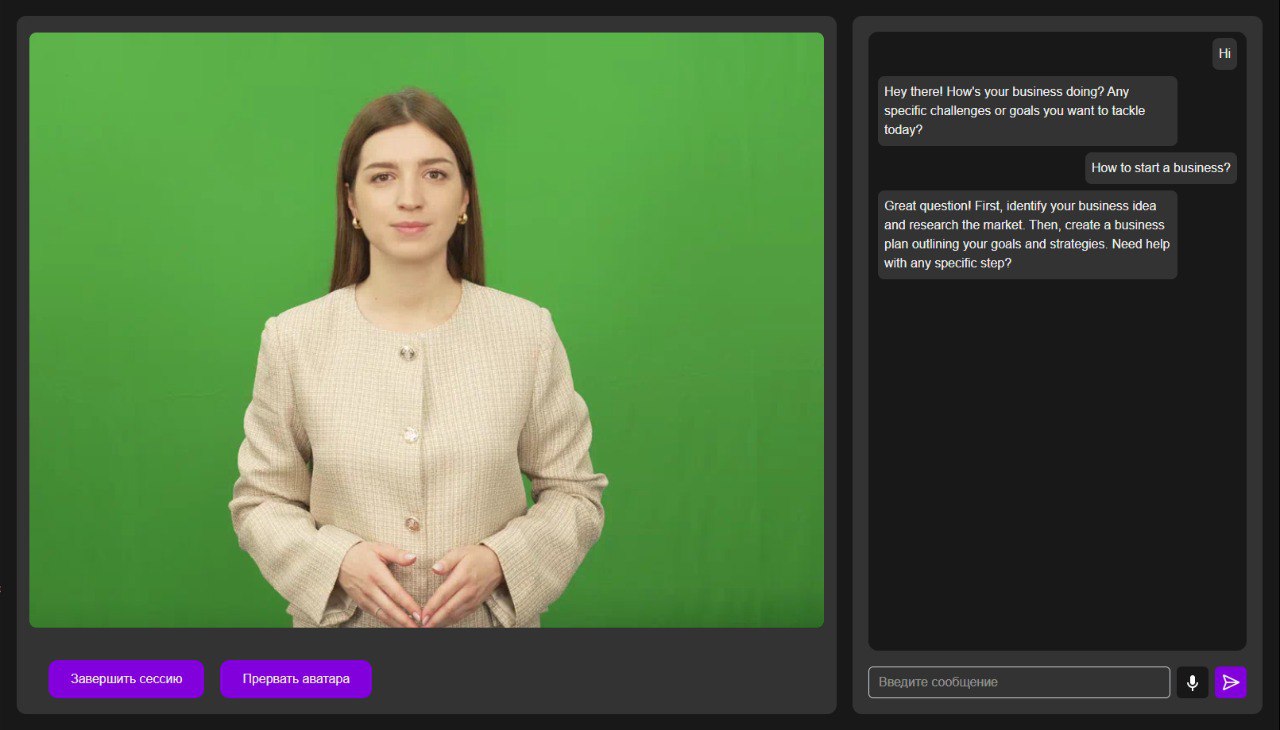 Hi
Hey there! How's your business doing? Any
specific challenges or goals you want to tackle
today?
How to start a business?
Great question! First, identify your business idea
and research the market. Then, create a business
plan outlining your goals and strategies. Need help
with any specific step?
Завершить сессию
Прервать аватара
Введите сообщение